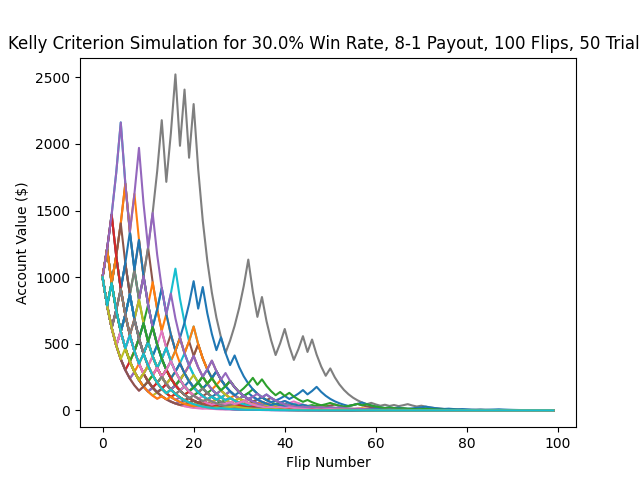 Kelly Criterion Simulation for 30.0% Win Rate, 8-1 Payout, 100 Flips, 50 Trial
2500
2000
1500
1000
500
0
Account Value ($)
0 20 40 60 80 100
Flip Number